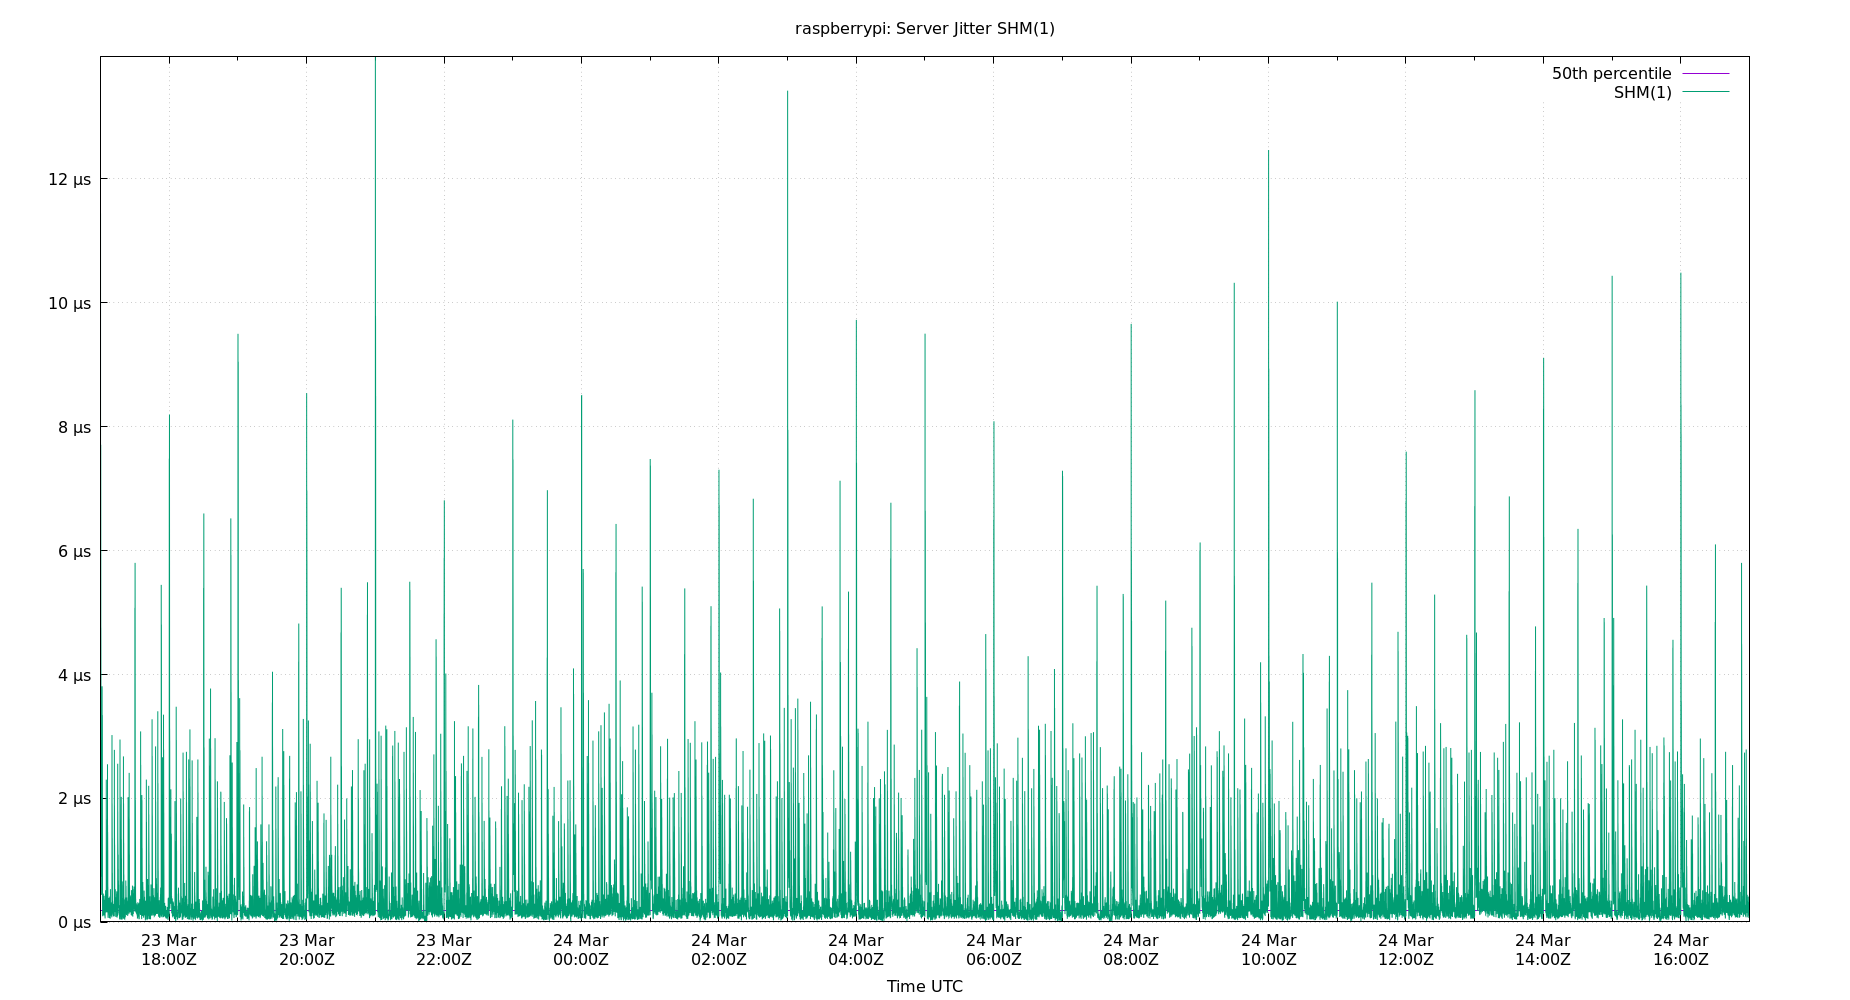 raspberrypi: Server Jitter SHM(1)
50th percentile
SHM(1)
12 µs
10 µs
8 µs
6 µs
4 µs
2 µs
0 µs
23 Mar 23 Mar 23 Mar 24 Mar 24 Mar 24 Mar 24 Mar 24 Mar 24 Mar 24 Mar 24 Mar 24 Mar
18:00Z 20:00Z 22:00Z 00:00Z 02:00Z 04:00Z 06:00Z 08:00Z 10:00Z 12:00Z 14:00Z 16:00Z
Time UTC